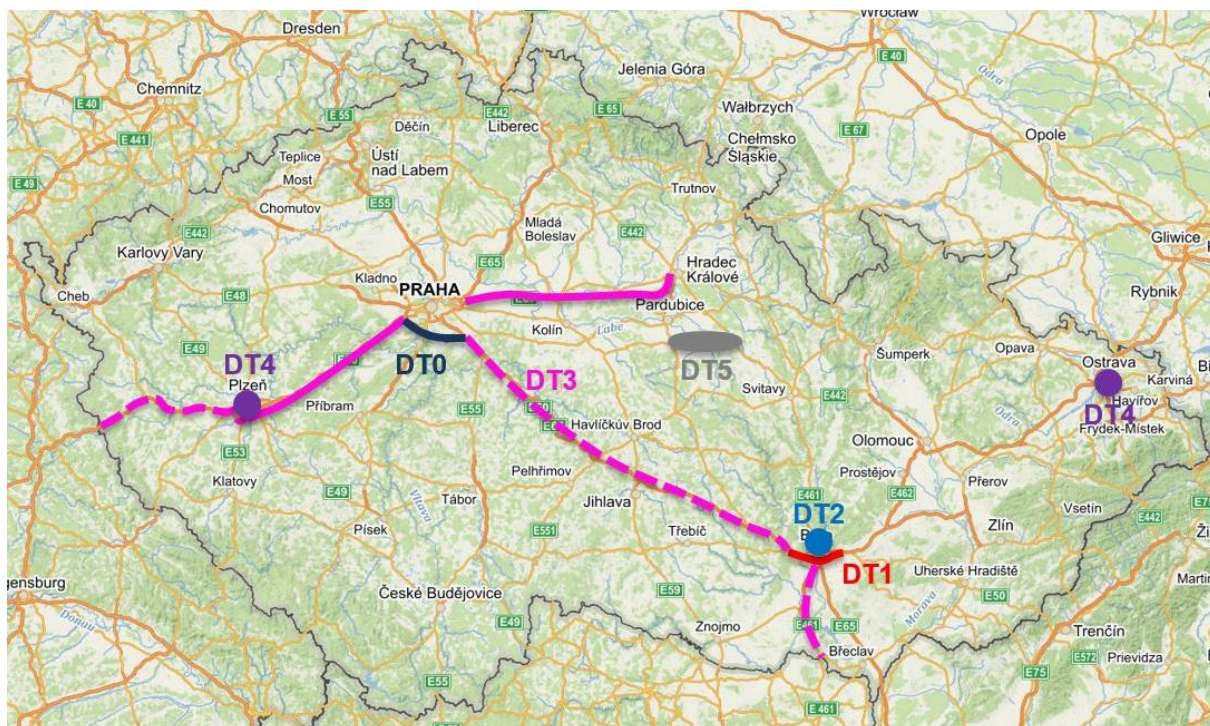 Wrocław
Dresden
E 40
Jelenia Góra
Odra
Chemnitz
E 40
E 55
E442
E 65
Wałbrzych
E 441
Děčín
Liberec
E 67
Opole
Chełmsko
Śląskie
Teplice
Ústí
nad Labem
E 49
Most
Trutnov
Chomutov
E55
Mladá
Boleslav
E442
E442
Gliwice
Karlovy Vary
E65
Hradec
Králové
Kladno
PRAHA
Rybnik
Cheb
E48
Pardubice
Kolín
Labe
Opava
Ostrava
E49
DT4
DT0
DT3
DT5
Šumperk
Karviná
Plzeň
Svitavy
DT4
Havířov
Příbram
E55
E442
Odra
Frýdek-Místek
Havlíčkův Brod
Olomouc
E53
Pelhřimov
Klatovy
E49
Vltava
Tábor
Jihlava
E461
Prostějov
E462
Přerov
Vsetín
DT2
E442
Písek
E551
Třebíč
Zlín
DT1
Uherské Hradiště
České Budějovice
E59
E50
Martin
Donau
E49
Znojmo
E461
E65
Morava
Trenčín
Břeclav
E572
Prievidza
E55
E75
E 461